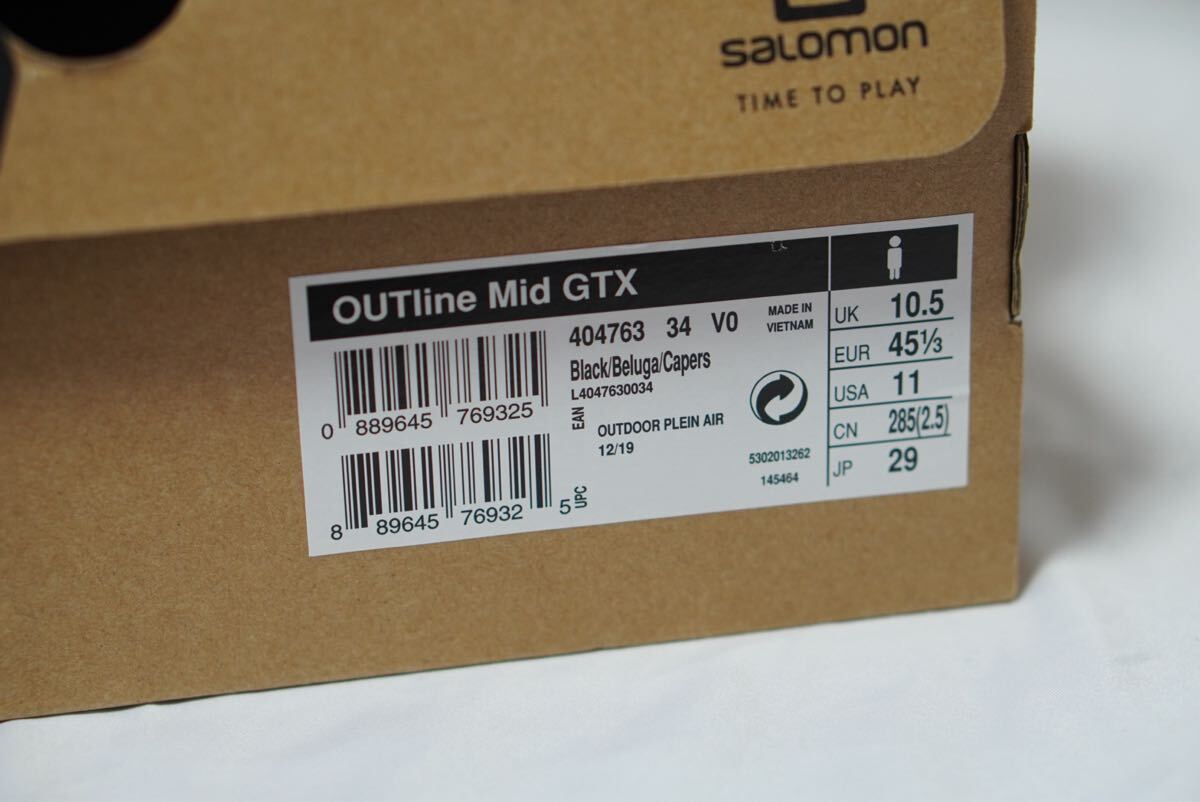 salomon
TIME TO PLAY
OUTline Mid GTX
404763 34 V0
MADE IN
VIETNAM
Black/Beluga/Capers
L4047630034
EAN
0 889645 769325
OUTDOOR PLEIN AIR
12/19
UPC
8 89645 76932 5
5302013262
145464
UK 10.5
EUR 45⅓
USA 11
CN 285(2.5)
JP 29